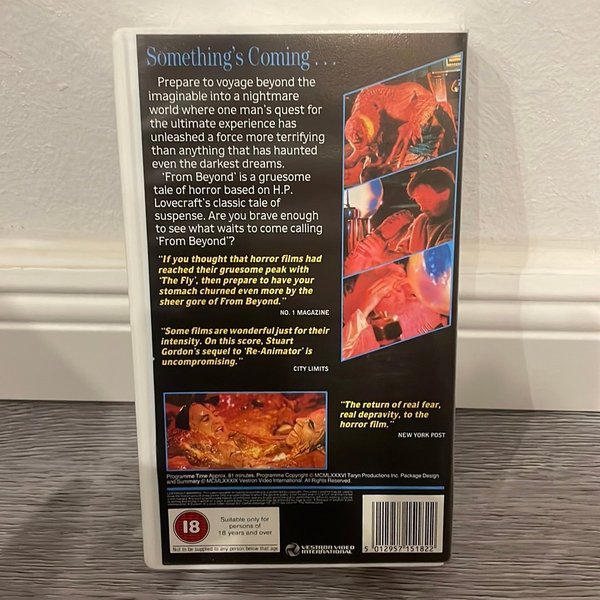 Something's Coming . . .
Prepare to voyage beyond the
imaginable into a nightmare
world where one man's quest for
the ultimate experience has
unleashed a force more terrifying
than anything that has haunted
even the darkest dreams.
'From Beyond' is a gruesome
tale of horror based on H.P.
Lovecraft's classic tale of
suspense. Are you brave enough
to see what waits to come calling
'From Beyond'?
"If you thought that horror films had
reached their gruesome peak with
'The Fly', then prepare to have your
stomach churned even more by the
sheer gore of From Beyond."
NO. 1 MAGAZINE
"Some films are wonderful just for their
intensity. On this score, Stuart
Gordon's sequel to 'Re-Animator' is
uncompromising."
CITY LIMITS
"The return of real fear,
real depravity, to the
horror film."
NEW YORK POST
Programme Time Approx. 81 minutes. Programme Copyright © MCMLXXXVI Taryn Productions Inc. Package Design
and Summary © MCMLXXXIX Vestron Video International. All Rights Reserved.
18
Suitable only for
persons of
18 years and over
Not to be supplied to any person below that age
VESTRON VIDEO
INTERNATIONAL
5 012957 151822